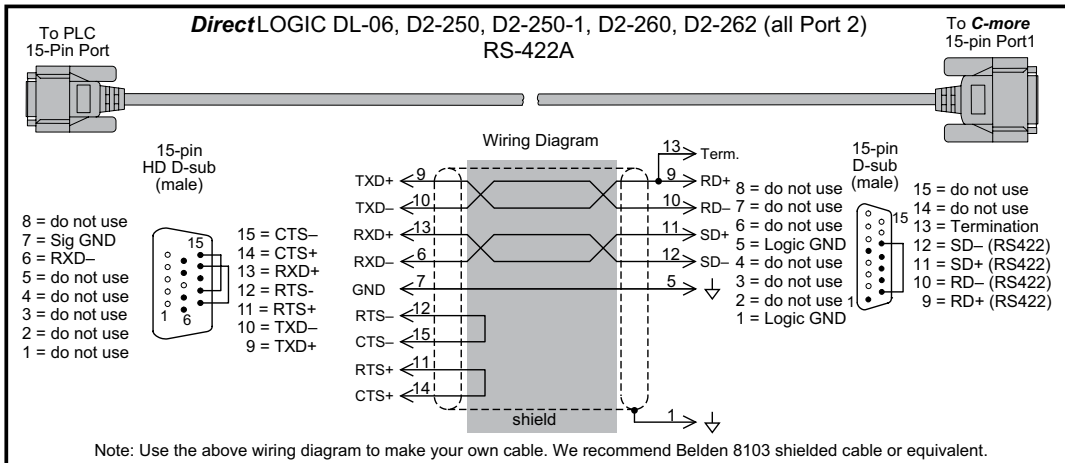 To PLC
15-Pin Port
DirectLOGIC DL-06, D2-250, D2-250-1, D2-260, D2-262 (all Port 2)
RS-422A
To C-more
15-pin Port1
15-pin
HD D-sub
(male)
8 = do not use
7 = Sig GND
6 = RXD–
5 = do not use
4 = do not use
3 = do not use
2 = do not use
1 = do not use
15
1
6
15 = CTS–
14 = CTS+
13 = RXD+
12 = RTS-
11 = RTS+
10 = TXD–
9 = TXD+
Wiring Diagram
13 Term.
TXD+ 9 9 RD+
TXD– 10 10 RD–
RXD+ 13 11 SD+
RXD– 6 12 SD–
GND 7 5
RTS– 12
CTS– 15
RTS+ 11
CTS+ 14
shield
1
8 = do not use
7 = do not use
6 = do not use
5 = Logic GND
4 = do not use
3 = do not use
2 = do not use
1 = Logic GND
15-pin
D-sub
(male)
15
1
15 = do not use
14 = do not use
13 = Termination
12 = SD– (RS422)
11 = SD+ (RS422)
10 = RD– (RS422)
9 = RD+ (RS422)
Note: Use the above wiring diagram to make your own cable. We recommend Belden 8103 shielded cable or equivalent.